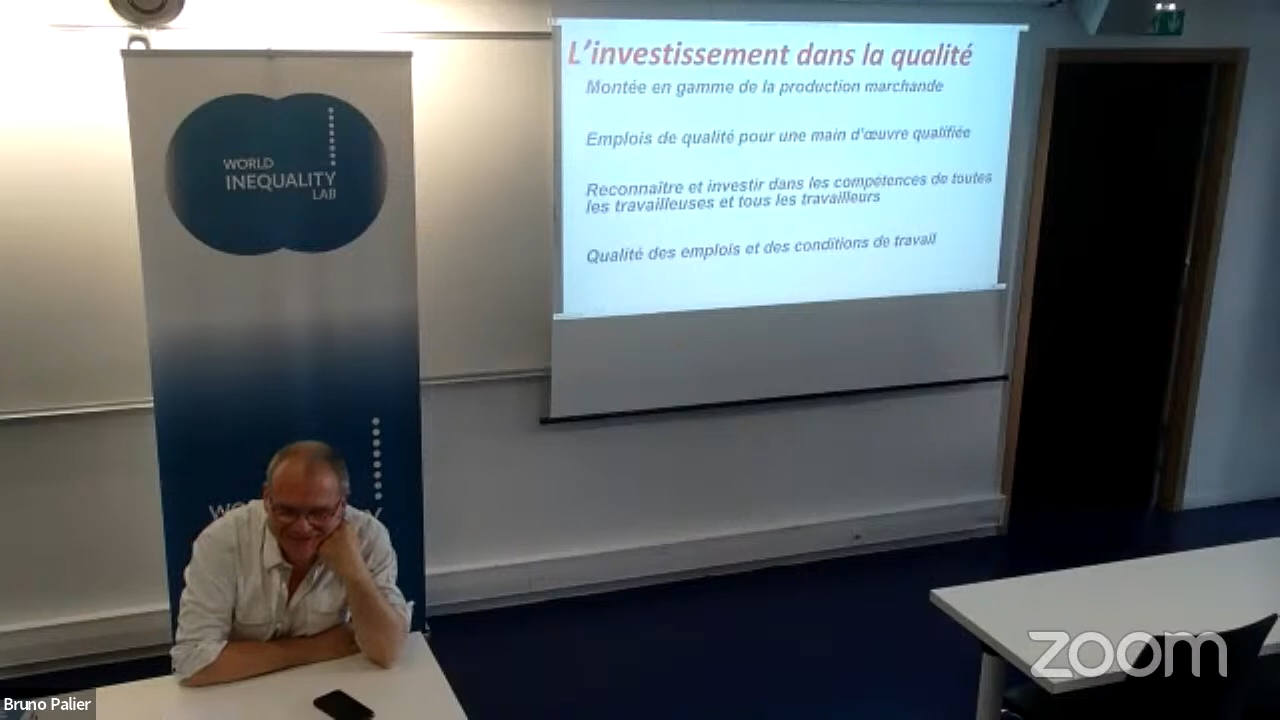 L'investissement dans la qualité
Montée en gamme de la production marchande
Emplois de qualité pour une main d'œuvre qualifiée
Reconnaître et investir dans les compétences de toutes
les travailleuses et tous les travailleurs
Qualité des emplois et des conditions de travail
WORLD
INEQUALITY
LAB
WO
Y
Bruno Palier
zoom